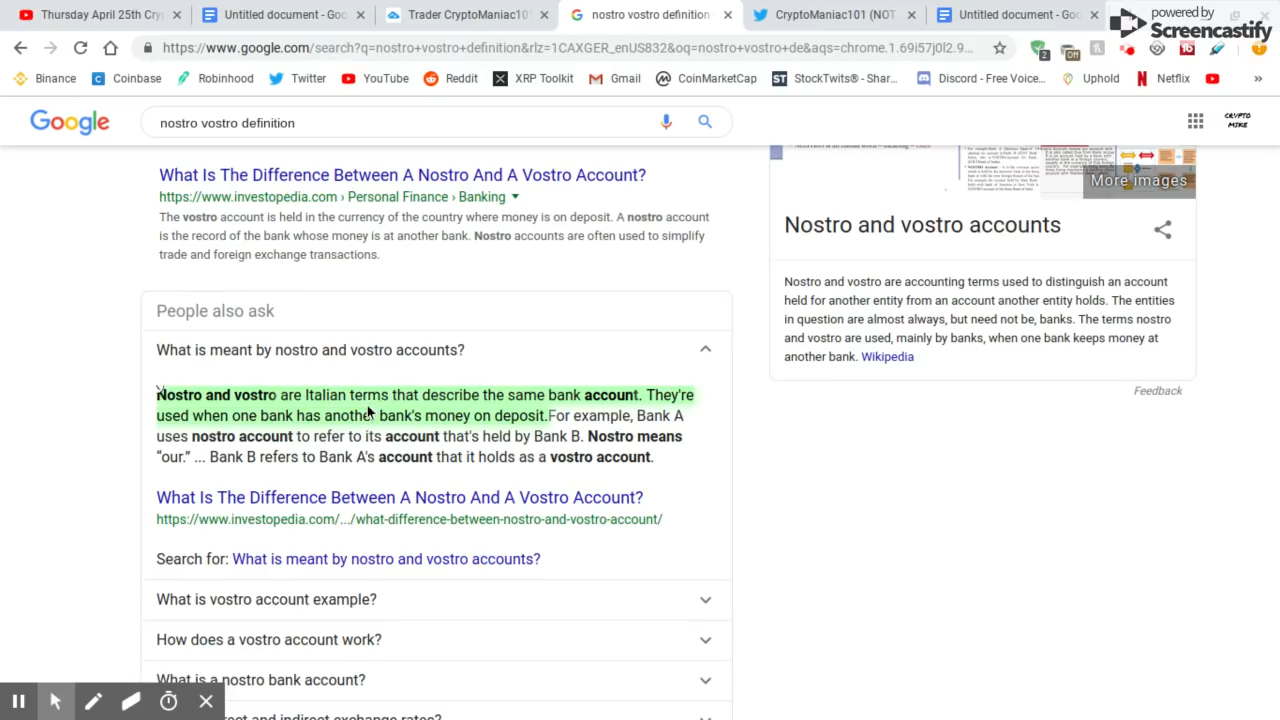 Thursday April 25th Cry
Untitled document - Goo
Trader CryptoManiac101
nostro vostro definition
CryptoManiac101 (NOT
Untitled document - Goo
powered by
Screencastify
https://www.google.com/search?q=nostro+vostro+definition&rlz=1CAXGER_enUS832&oq=nostro+vostro+de&aqs=chrome.1.69i57j0l2.9...
2
Off
16
Binance
Coinbase
Robinhood
Twitter
YouTube
Reddit
XRP Toolkit
Gmail
CoinMarketCap
ST
StockTwits® - Shar...
Discord - Free Voice...
Uphold
Netflix
»
Google
nostro vostro definition
CRYPTO
MIKE
What Is The Difference Between A Nostro And A Vostro Account?
https://www.investopedia.com › Personal Finance › Banking
The vostro account is held in the currency of the country where money is on deposit. A nostro account
is the record of the bank whose money is at another bank. Nostro accounts are often used to simplify
trade and foreign exchange transactions.
People also ask
What is meant by nostro and vostro accounts?
Nostro and vostro are Italian terms that describe the same bank account. They're
used when one bank has another bank's money on deposit.For example, Bank A
uses nostro account to refer to its account that's held by Bank B. Nostro means
“our.” ... Bank B refers to Bank A's account that it holds as a vostro account.
What Is The Difference Between A Nostro And A Vostro Account?
https://www.investopedia.com/.../what-difference-between-nostro-and-vostro-account/
Search for: What is meant by nostro and vostro accounts?
What is vostro account example?
How does a vostro account work?
What is a nostro bank account?
and indirect exchange rates?
More images
Nostro and vostro accounts
Nostro and vostro are accounting terms used to distinguish an account
held for another entity from an account another entity holds. The entities
in question are almost always, but need not be, banks. The terms nostro
and vostro are used, mainly by banks, when one bank keeps money at
another bank. Wikipedia
Feedback